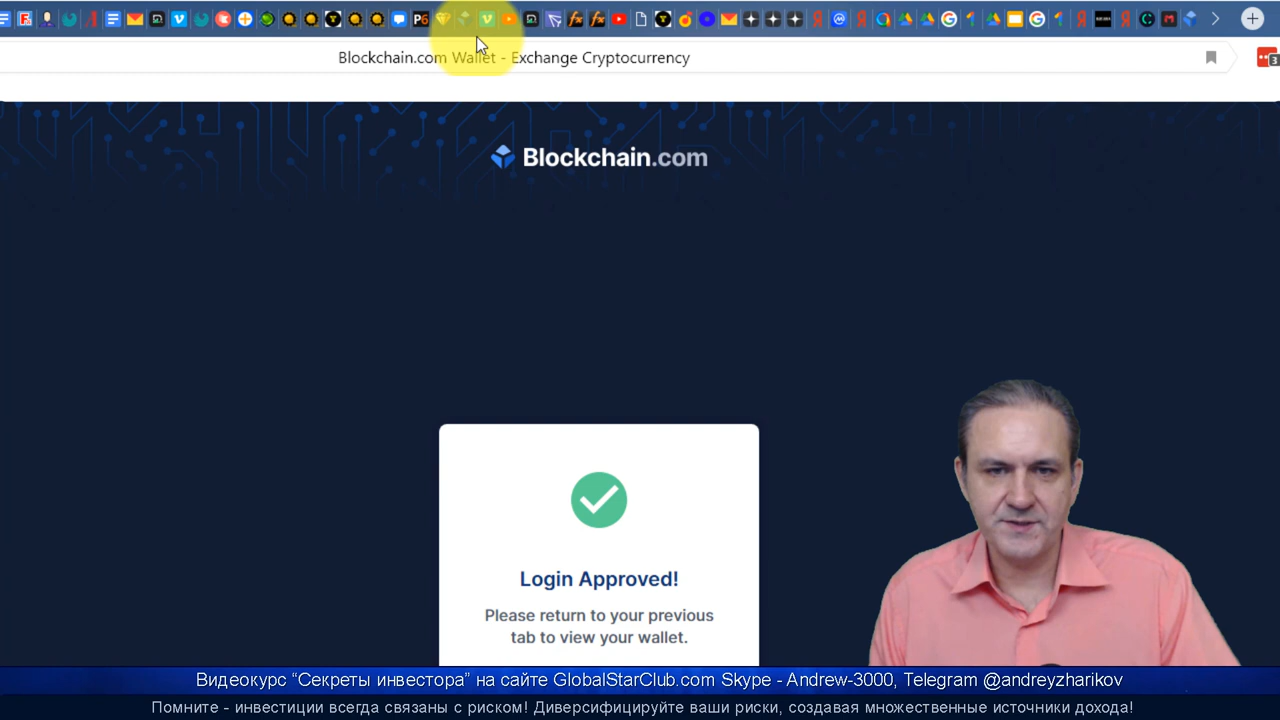 Blockchain.com Wallet - Exchange Cryptocurrency
3
Blockchain.com
Login Approved!
Please return to your previous
tab to view your wallet.
Видеокурс “Секреты инвестора” на сайте GlobalStarClub.com Skype - Andrew-3000, Telegram @andreyzharikov
Помните - инвестиции всегда связаны с риском! Диверсифицируйте ваши риски, создавая множественные источники дохода!